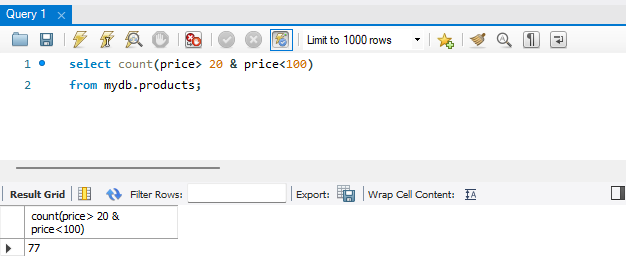 Query 1
Limit to 1000 rows
1 select count(price> 20 & price<100)
2 from mydb.products;
Result Grid Filter Rows: Export: Wrap Cell Content:
count(price> 20 &
price<100)
77